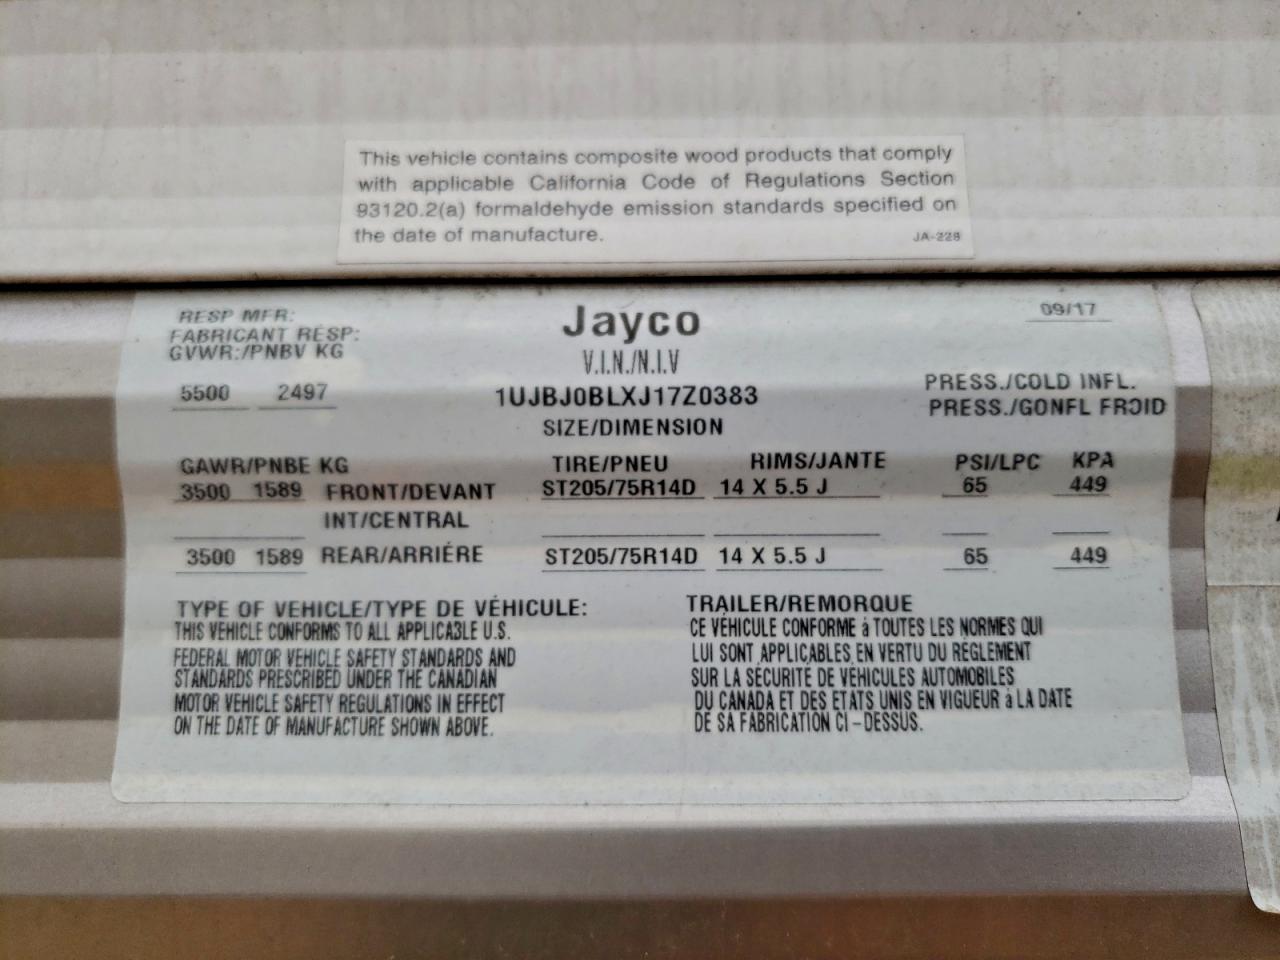 This vehicle contains composite wood products that comply
with applicable California Code of Regulations Section
93120.2(a) formaldehyde emission standards specified on
the date of manufacture. JA-228
RESP MFR: Jayco 09/17
FABRICANT RESP:
GVWR:/PNBV KG V.I.N./N.I.V
5500 2497 1UJBJ0BLXJ17Z0383 PRESS./COLD INFL.
SIZE/DIMENSION PRESS./GONFL FROID
GAWR/PNBE KG TIRE/PNEU RIMS/JANTE PSI/LPC KPA
3500 1589 FRONT/DEVANT ST205/75R14D 14 X 5.5 J 65 449
INT/CENTRAL
3500 1589 REAR/ARRIÉRE ST205/75R14D 14 X 5.5 J 65 449
TYPE OF VEHICLE/TYPE DE VÉHICULE: TRAILER/REMORQUE
THIS VEHICLE CONFORMS TO ALL APPLICABLE U.S.
FEDERAL MOTOR VEHICLE SAFETY STANDARDS AND
STANDARDS PRESCRIBED UNDER THE CANADIAN
MOTOR VEHICLE SAFETY REGULATIONS IN EFFECT
ON THE DATE OF MANUFACTURE SHOWN ABOVE.
CE VÉHICULE CONFORME à TOUTES LES NORMES QUI
LUI SONT APPLICABLES EN VERTU DU RÉGLEMENT
SUR LA SÉCURITÉ DE VÉHICULES AUTOMOBILES
DU CANADA ET DES ETATS UNIS EN VIGUEUR à LA DATE
DE SA FABRICATION CI-DESSUS.